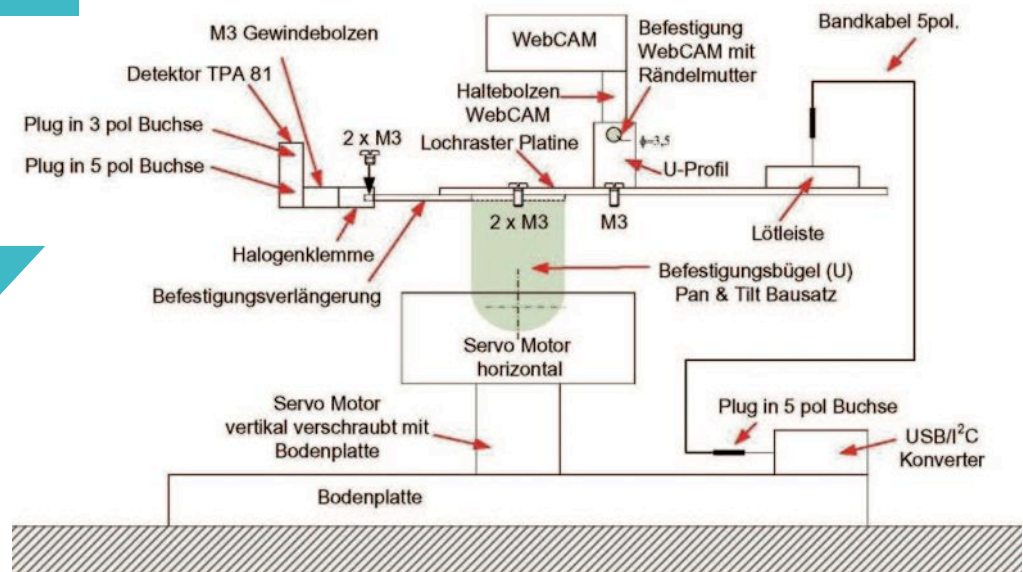 M3 Gewindebolzen
Detektor TPA 81
Plug in 3 pol Buchse
Plug in 5 pol Buchse
2 x M3
WebCAM
Haltebolzen
WebCAM
Lochraster Platine
Befestigung
WebCAM mit
Rändelmutter
ϕ=3,5
U-Profil
Bandkabel 5pol.
2 x M3
M3
Lötleiste
Halogenklemme
Befestigungsverlängerung
Befestigungsbügel (U)
Pan & Tilt Bausatz
Servo Motor
horizontal
Servo Motor
vertikal verschraubt mit
Bodenplatte
Plug in 5 pol Buchse
USB/I²C
Konverter
Bodenplatte